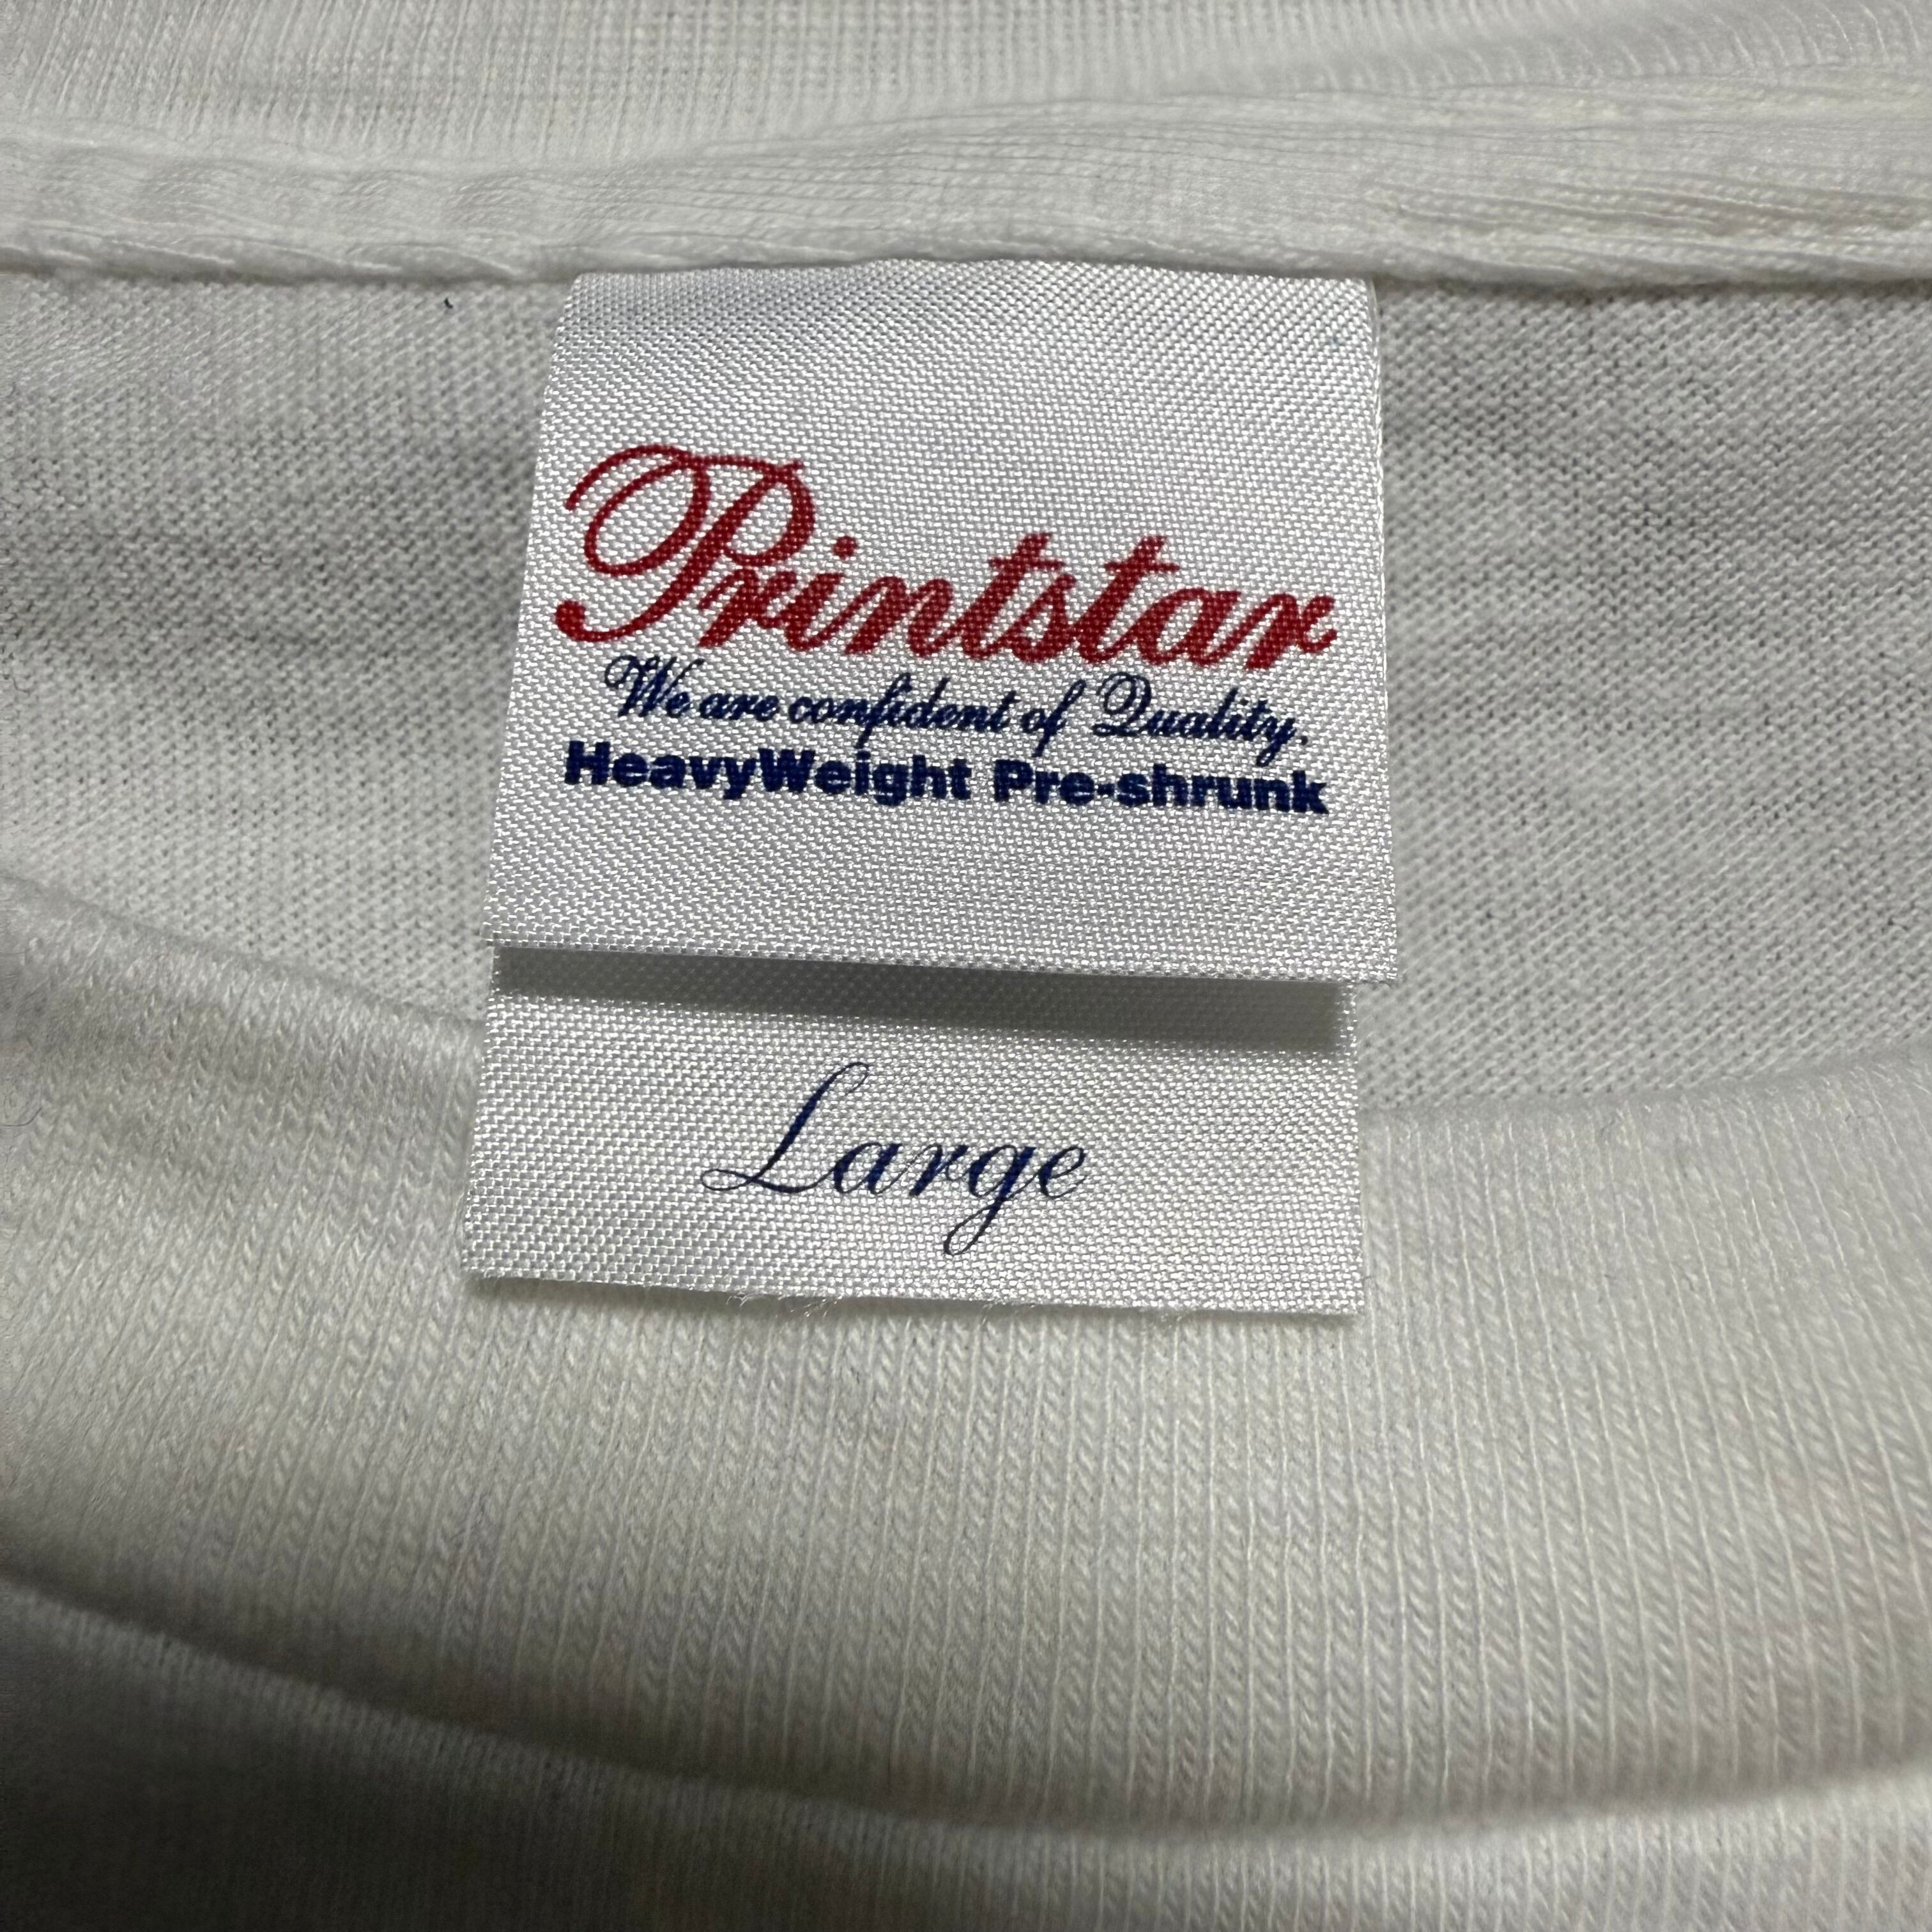 Printstar
We are confident of Quality.
HeavyWeight Pre-shrunk
Large